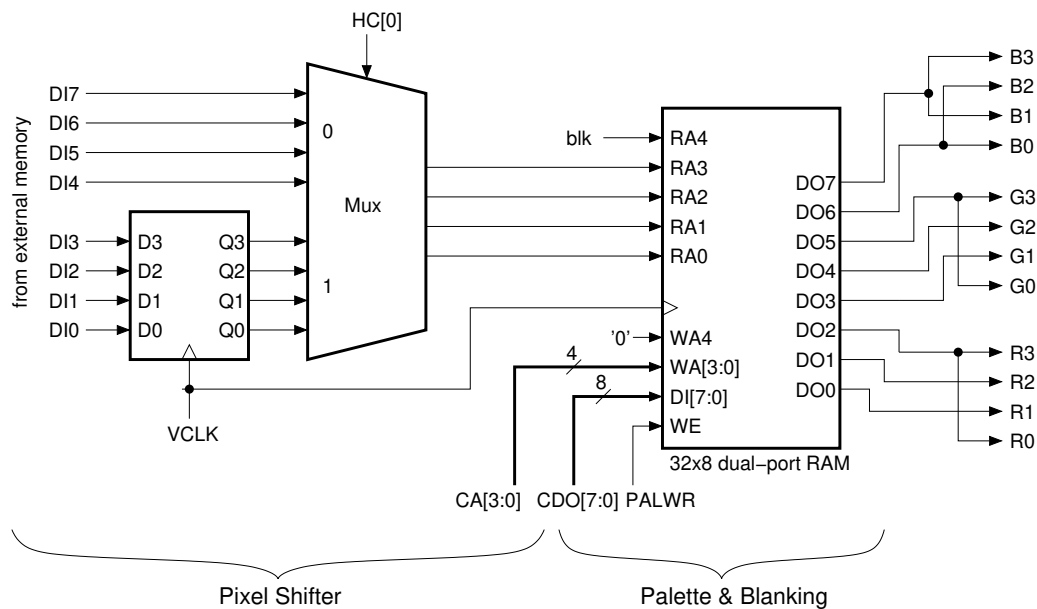 HC[0]
from external memory
DI7
DI6
DI5
DI4
DI3
DI2
DI1
DI0
D3 Q3
D2 Q2
D1 Q1
D0 Q0
VCLK
0
Mux
1
blk
'0'
4
8
RA4
RA3
RA2
RA1
RA0
WA4
WA[3:0]
DI[7:0]
WE
DO7
DO6
DO5
DO4
DO3
DO2
DO1
DO0
32x8 dual−port RAM
B3
B2
B1
B0
G3
G2
G1
G0
R3
R2
R1
R0
CA[3:0] CDO[7:0] PALWR
Pixel Shifter
Palette & Blanking